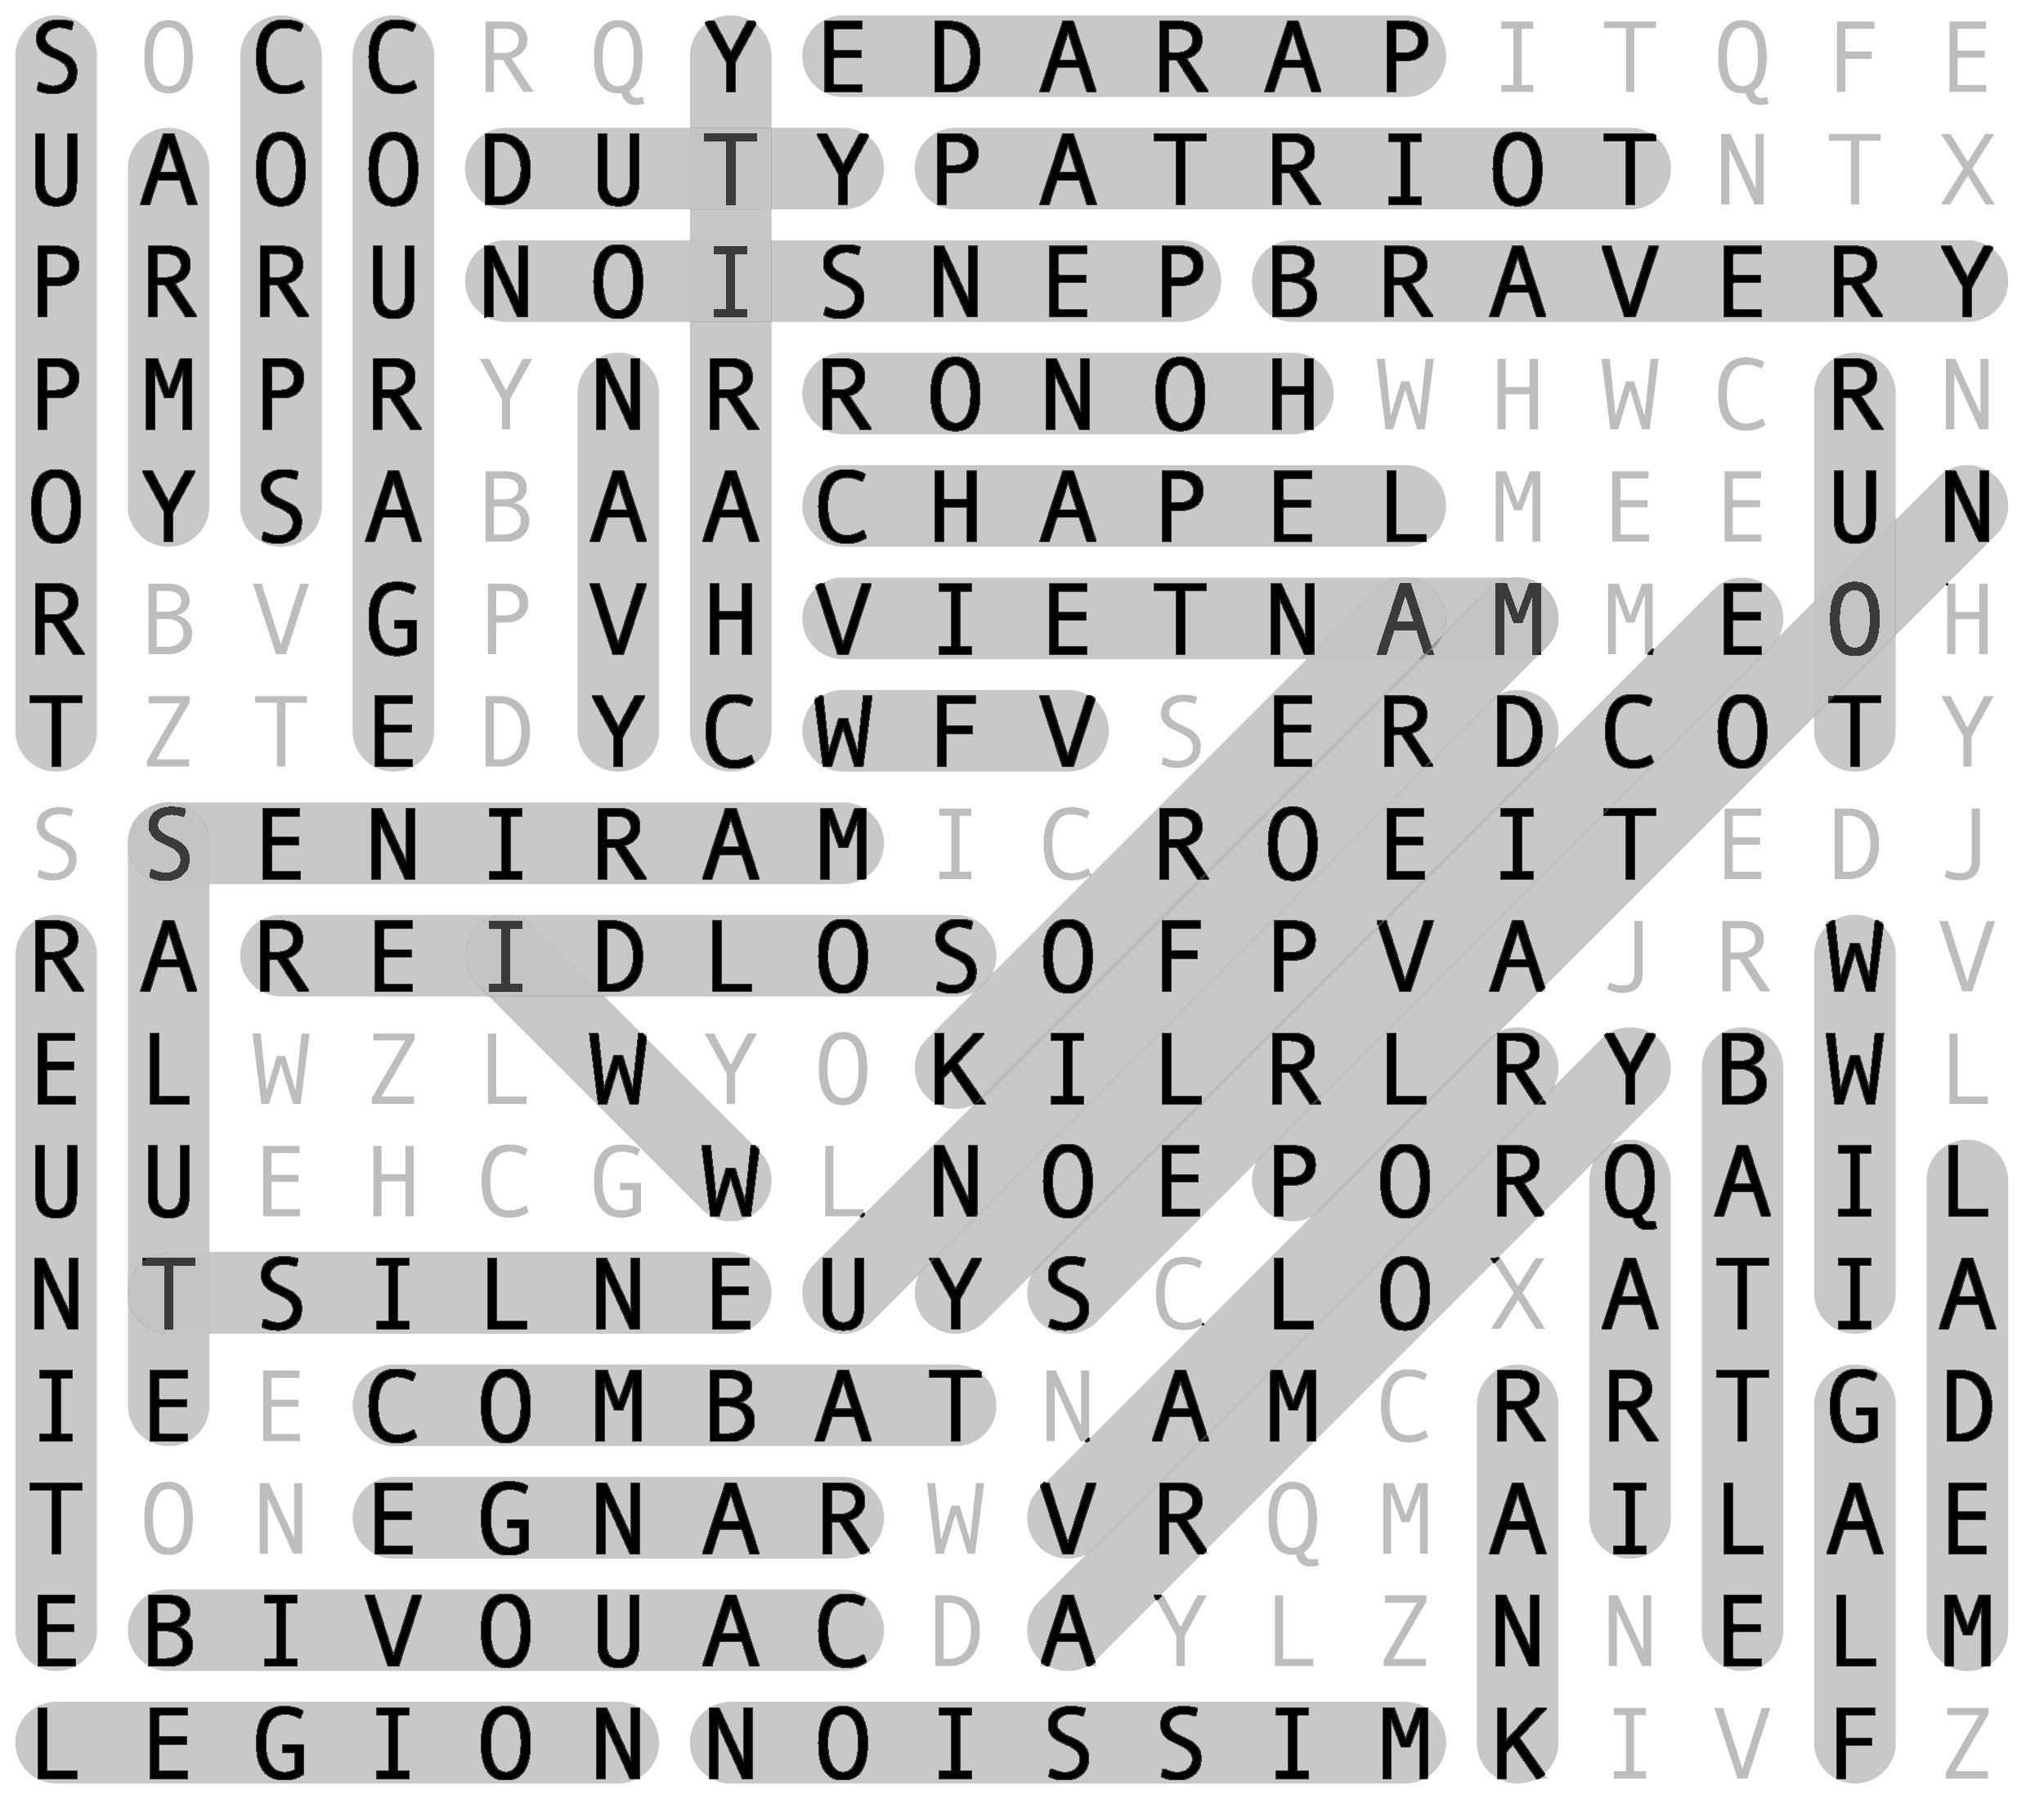 S O C C R Q Y E D A R A P I T Q F E
U A O O D U T Y P A T R I O T N T X
P R R U N O I S N E P B R A V E R Y
P M P R Y N R R O N O H W H W C R N
O Y S A B A A C H A P E L M E E U N
R B V G P V H V I E T N A M M E O H
T Z T E D Y C W F V S E R D C O T Y
S S E N I R A M I C R O E I T E D J
R A R E I D L O S O F P V A J R W V
E L W Z L W Y O K I L R L R Y B W L
U U E H C G W L N O E P O R Q A I L
N T S I L N E U Y S C L O X A T I A
I E E C O M B A T N A M C R R T G D
T O N E G N A R W V R Q M A I L A E
E B I V O U A C D A Y L Z N N E L M
L E G I O N N O I S S I M K I V F Z